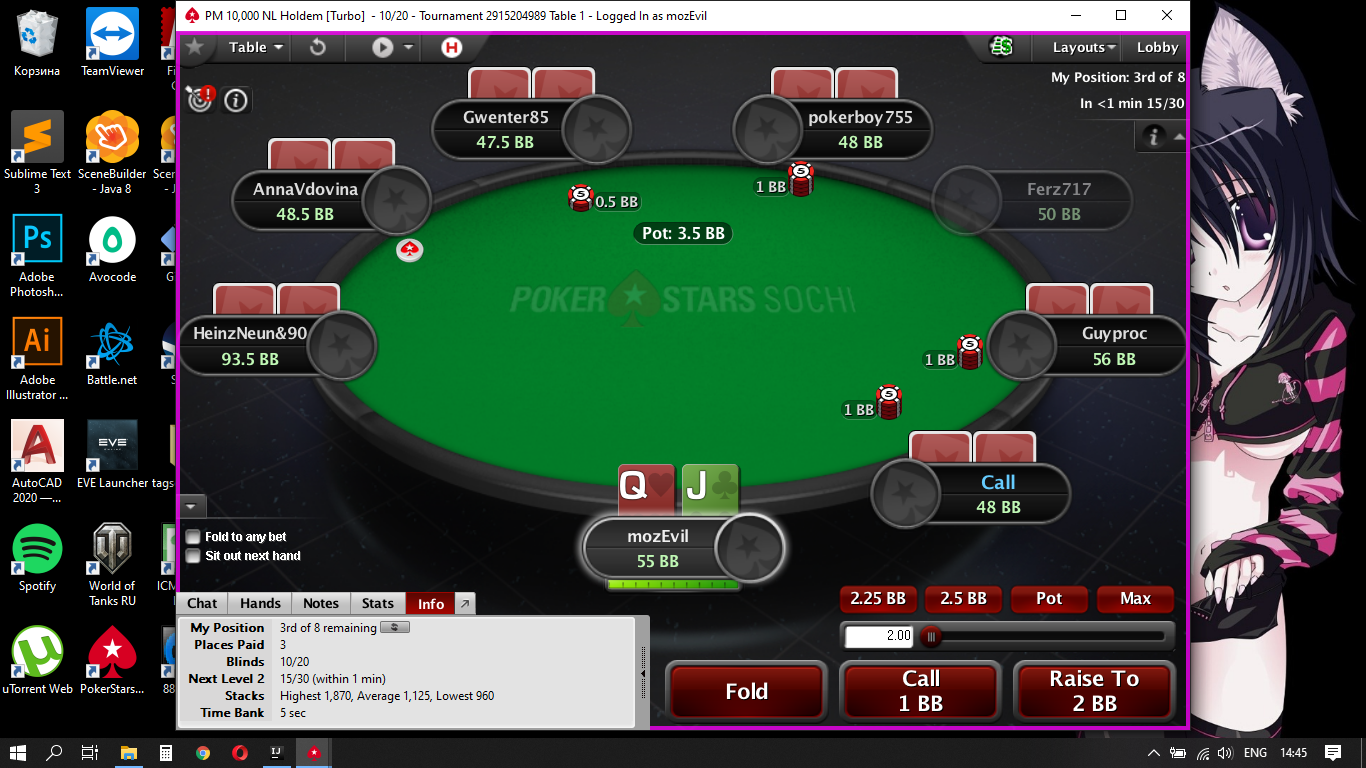 PM 10,000 NL Holdem [Turbo] - 10/20 - Tournament 2915204989 Table 1 - Logged In as mozEvil
Table
H
Layouts
Lobby
My Position: 3rd of 8
In <1 min 15/30
Корзина
TeamViewer
Sublime Text
3
SceneBuilder
- Java 8
Adobe
Photosh...
Avocode
Adobe
Illustrator ...
Battle.net
AutoCAD
2020 —...
EVE Launcher
tags
Spotify
World of
Tanks RU
ICM
uTorrent Web
PokerStars...
88
Gwenter85
47.5 BB
pokerboy755
48 BB
AnnaVdovina
48.5 BB
Ferz717
50 BB
0.5 BB
1 BB
Pot: 3.5 BB
POKER STARS SOCHI
HeinzNeun&90
93.5 BB
Guyproc
56 BB
1 BB
1 BB
Call
48 BB
Q
J
mozEvil
55 BB
Fold to any bet
Sit out next hand
Chat
Hands
Notes
Stats
Info
My Position 3rd of 8 remaining
Places Paid 3
Blinds 10/20
Next Level 2 15/30 (within 1 min)
Stacks Highest 1,870, Average 1,125, Lowest 960
Time Bank 5 sec
2.25 BB
2.5 BB
Pot
Max
2.00
Fold
Call
1 BB
Raise To
2 BB
ENG
14:45